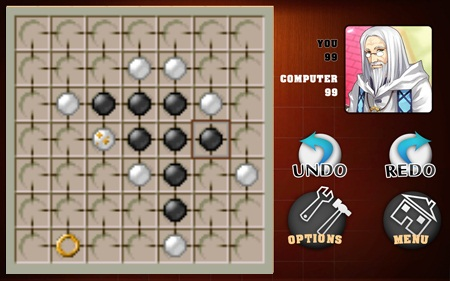 YOU
99
COMPUTER
99
UNDO
REDO
OPTIONS
MENU